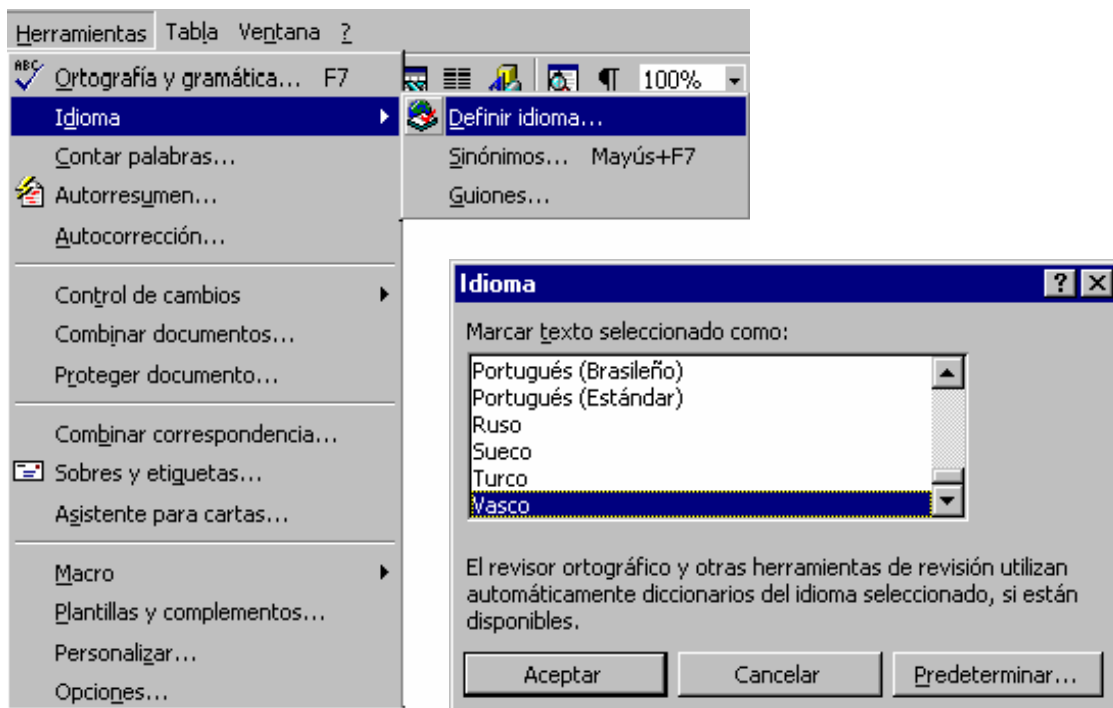 Herramientas Tabla Ventana ?
ABC Ortografía y gramática... F7
100%
Idioma
Definir idioma...
Contar palabras...
Sinónimos... Mayús+F7
Autorresumen...
Guiones...
Autocorrección...
Control de cambios
Combinar documentos...
Proteger documento...
Combinar correspondencia...
Sobres y etiquetas...
Asistente para cartas...
Macro
Plantillas y complementos...
Personalizar...
Opciones...
Idioma ?
Marcar texto seleccionado como:
Portugués (Brasileño)
Portugués (Estándar)
Ruso
Sueco
Turco
Vasco
El revisor ortográfico y otras herramientas de revisión utilizan
automáticamente diccionarios del idioma seleccionado, si están
disponibles.
Aceptar Cancelar Predeterminar...